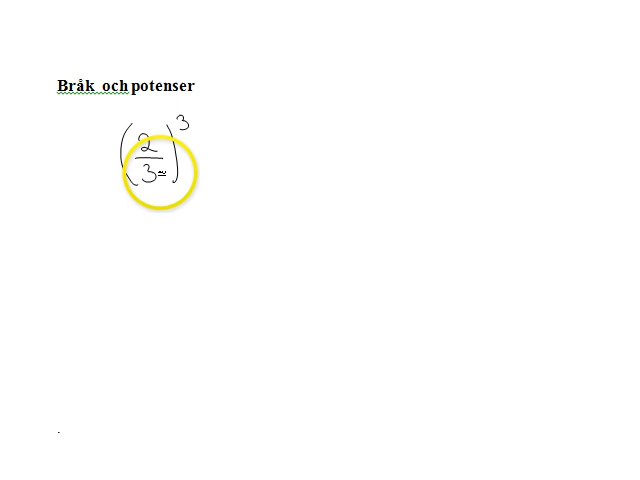 Bråk och potenser
(2/3)³
.